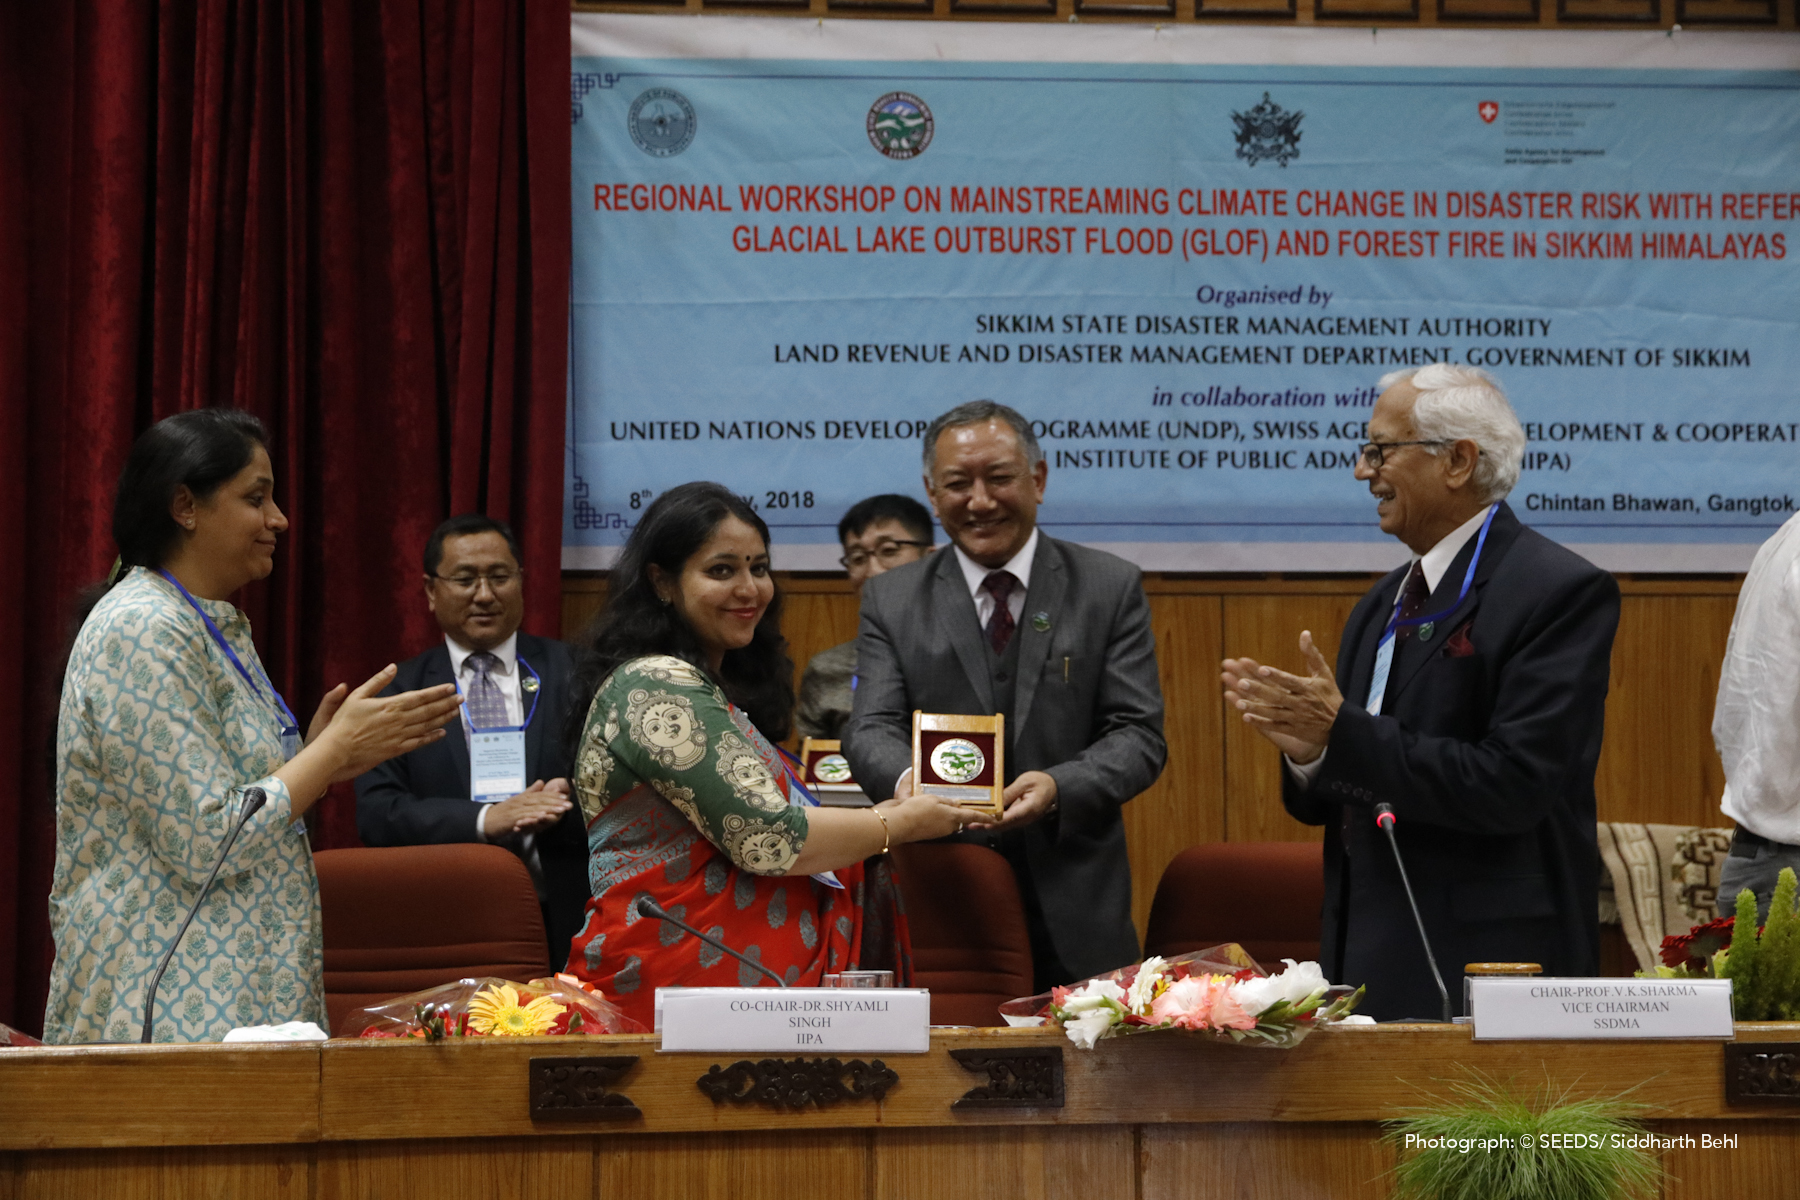 REGIONAL WORKSHOP ON MAINSTREAMING CLIMATE CHANGE IN DISASTER RISK WITH REFER
GLACIAL LAKE OUTBURST FLOOD (GLOF) AND FOREST FIRE IN SIKKIM HIMALAYAS
Organised by
SIKKIM STATE DISASTER MANAGEMENT AUTHORITY
LAND REVENUE AND DISASTER MANAGEMENT DEPARTMENT, GOVERNMENT OF SIKKIM
in collaboration with
UNITED NATIONS DEVELOP OGRAMME (UNDP), SWISS AGE ELOPMENT & COOPERAT
INSTITUTE OF PUBLIC ADM IIPA)
8th y, 2018 Chintan Bhawan, Gangtok.
CO-CHAIR-DR.SHYAMLI
SINGH
IIPA
CHAIR-PROF.V.K.SHARMA
VICE CHAIRMAN
SSDMA
Photograph: © SEEDS/ Siddharth Behl